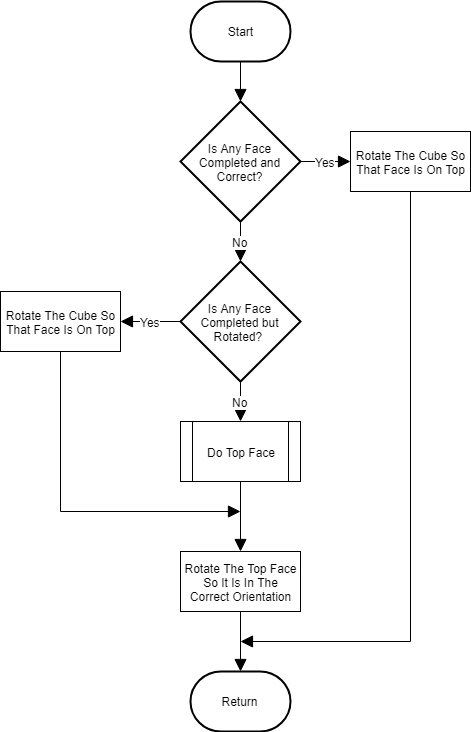 Start
Is Any Face
Completed and
Correct?
Yes
Rotate The Cube So
That Face Is On Top
No
Is Any Face
Completed but
Rotated?
Yes
Rotate The Cube So
That Face Is On Top
No
Do Top Face
Rotate The Top Face
So It Is In The
Correct Orientation
Return